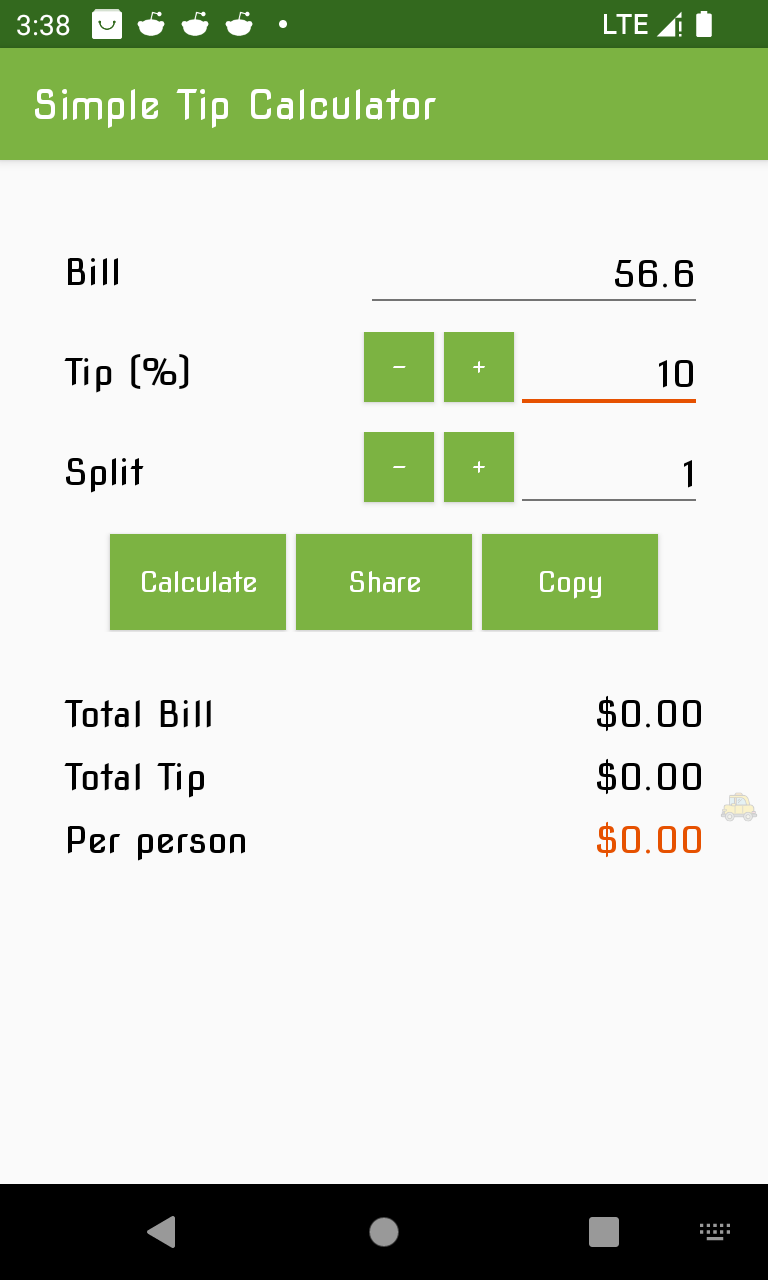 3:38 LTE
Simple Tip Calculator
Bill 56.6
Tip (%) - + 10
Split - + 1
Calculate Share Copy
Total Bill $0.00
Total Tip $0.00
Per person $0.00